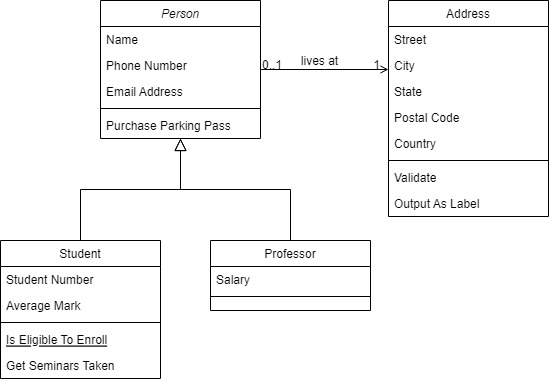 Person
Name
Phone Number
Email Address
Purchase Parking Pass
0..1
lives at
1
Address
Street
City
State
Postal Code
Country
Validate
Output As Label
Student
Student Number
Average Mark
Is Eligible To Enroll
Get Seminars Taken
Professor
Salary